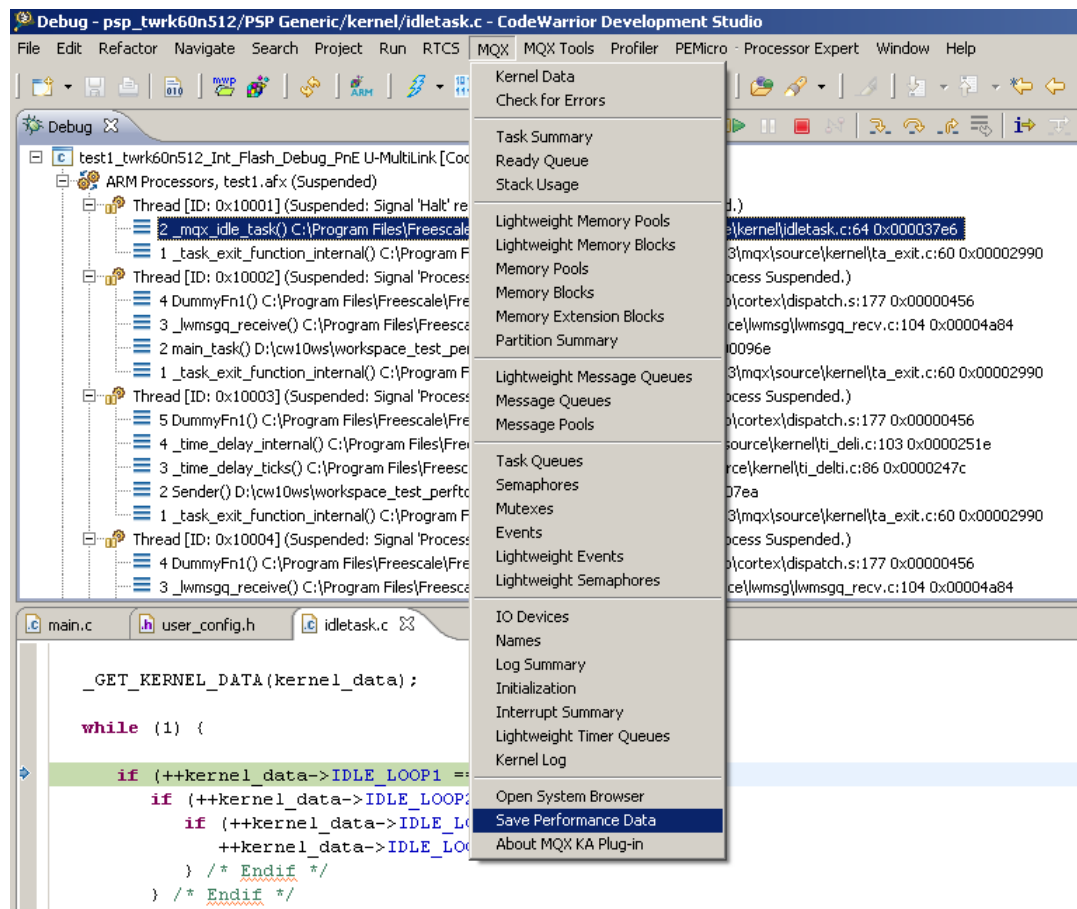 Debug - psp_twrk60n512/PSP Generic/kernel/idletask.c - CodeWarrior Development Studio
File Edit Refactor Navigate Search Project Run RTCS MQX MQX Tools Profiler PEMicro - Processor Expert Window Help
Kernel Data
Check for Errors
Task Summary
Ready Queue
Stack Usage
Lightweight Memory Pools
Lightweight Memory Blocks
Memory Pools
Memory Blocks
Memory Extension Blocks
Partition Summary
Lightweight Message Queues
Message Queues
Message Pools
Task Queues
Semaphores
Mutexes
Events
Lightweight Events
Lightweight Semaphores
IO Devices
Names
Log Summary
Initialization
Interrupt Summary
Lightweight Timer Queues
Kernel Log
Open System Browser
Save Performance Data
About MQX KA Plug-in
Debug
test1_twrk60n512_Int_Flash_Debug_PnE U-MultiLink [Coc
ARM Processors, test1.afx (Suspended)
Thread [ID: 0x10001] (Suspended: Signal 'Halt' re d.)
2 _mqx_idle_task() C:\Program Files\Freescale e\kernel\idletask.c:64 0x000037e6
1 _task_exit_function_internal() C:\Program F 3\mqx\source\kernel\ta_exit.c:60 0x00002990
Thread [ID: 0x10002] (Suspended: Signal 'Process ocess Suspended.)
4 DummyFn1() C:\Program Files\Freescale\Fre p\cortex\dispatch.s:177 0x00000456
3 _lwmsgq_receive() C:\Program Files\Freesca ce\lwmsg\lwmsgq_recv.c:104 0x00004a84
2 main_task() D:\cw10ws\workspace_test_per 0096e
1 _task_exit_function_internal() C:\Program F 3\mqx\source\kernel\ta_exit.c:60 0x00002990
Thread [ID: 0x10003] (Suspended: Signal 'Process ocess Suspended.)
5 DummyFn1() C:\Program Files\Freescale\Fre p\cortex\dispatch.s:177 0x00000456
4 _time_delay_internal() C:\Program Files\Fre source\kernel\ti_deli.c:103 0x0000251e
3 _time_delay_ticks() C:\Program Files\Freesc rce\kernel\ti_delti.c:86 0x0000247c
2 Sender() D:\cw10ws\workspace_test_perfto 07ea
1 _task_exit_function_internal() C:\Program F 3\mqx\source\kernel\ta_exit.c:60 0x00002990
Thread [ID: 0x10004] (Suspended: Signal 'Process ocess Suspended.)
4 DummyFn1() C:\Program Files\Freescale\Fre p\cortex\dispatch.s:177 0x00000456
3 _lwmsgq_receive() C:\Program Files\Freesca ce\lwmsg\lwmsgq_recv.c:104 0x00004a84
main.c user_config.h idletask.c
_GET_KERNEL_DATA(kernel_data);
while (1) {
if (++kernel_data->IDLE_LOOP1 ==
if (++kernel_data->IDLE_LOOP2
if (++kernel_data->IDLE_LO
++kernel_data->IDLE_LOO
} /* Endif */
} /* Endif */